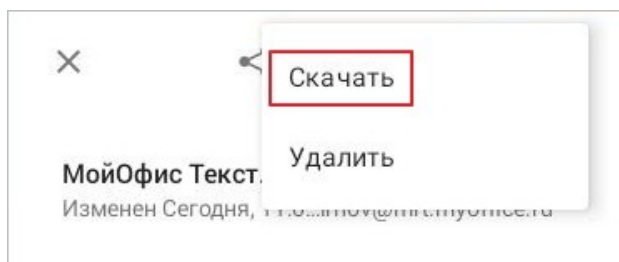 Скачать
Удалить
МойОфис Текст.
Изменен Сегодня,